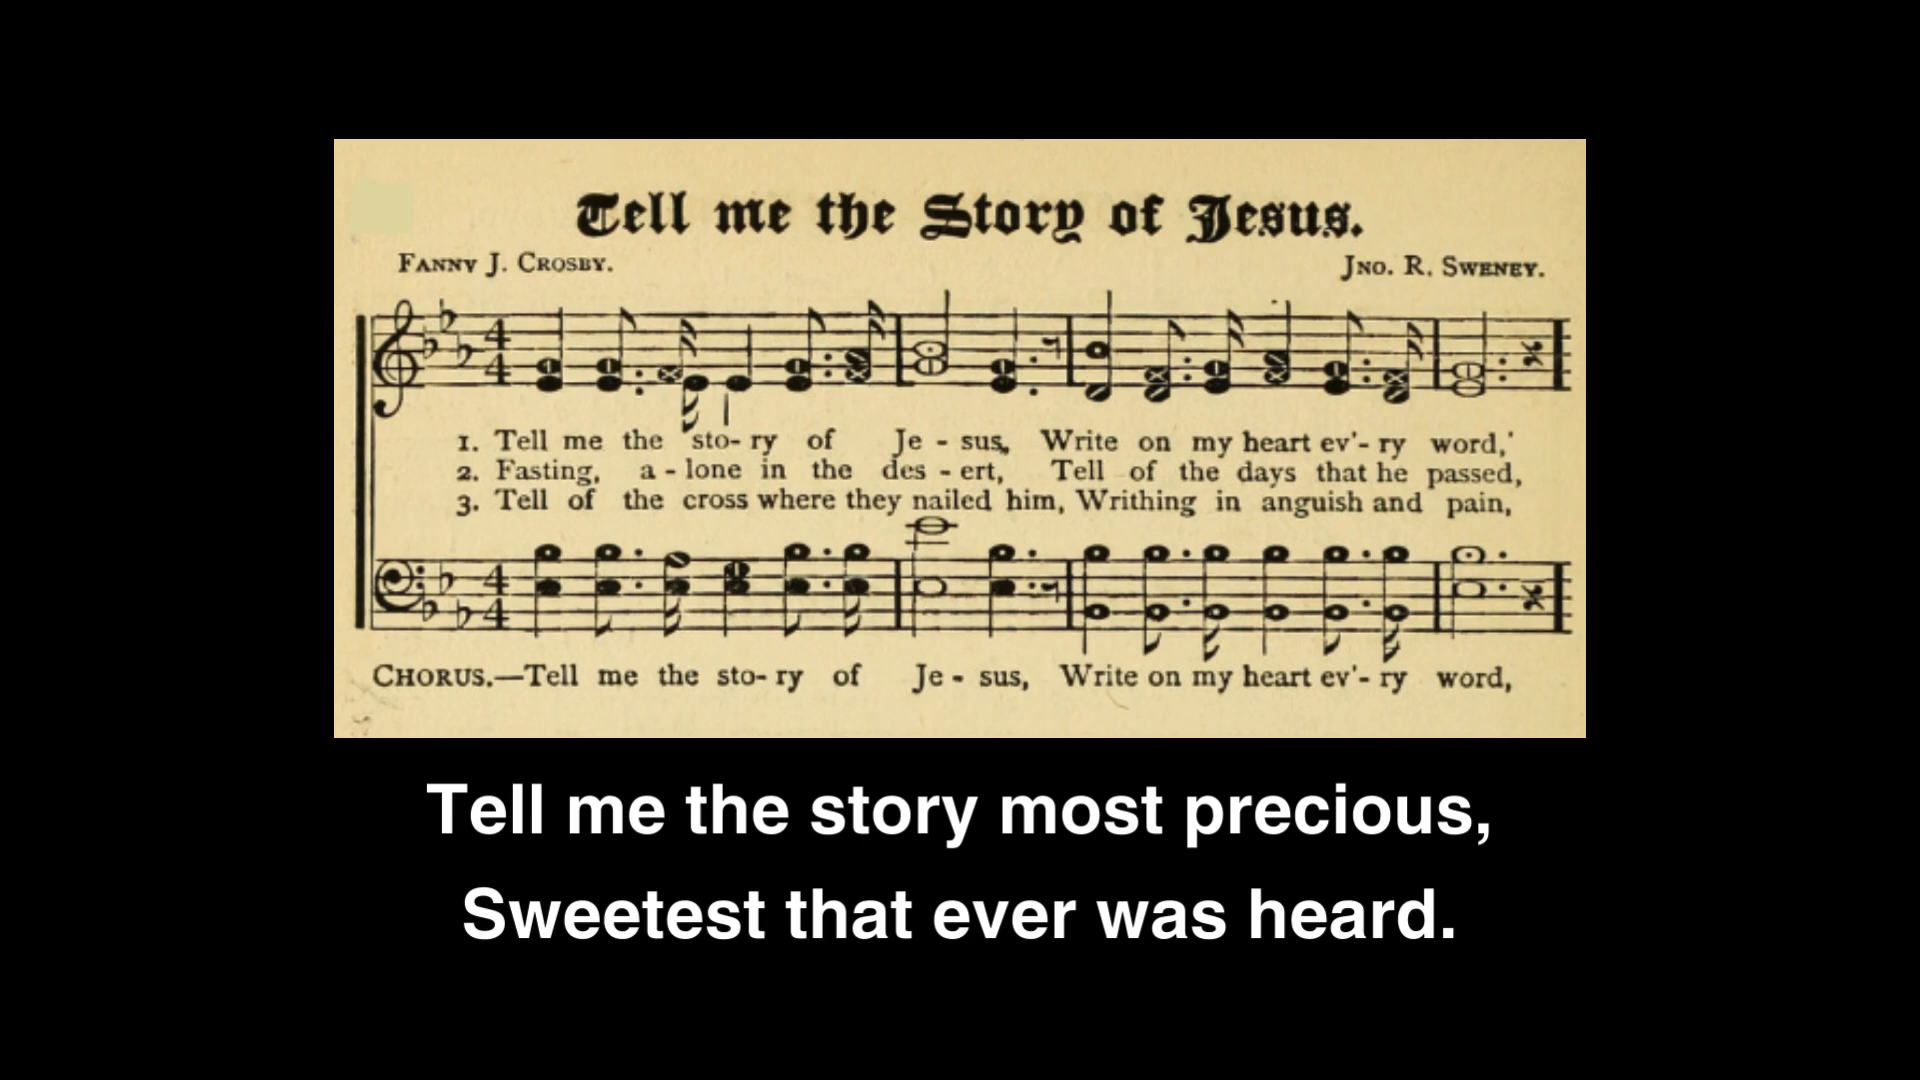 Tell me the Story of Jesus.
Fanny J. Crosby.
Jno. R. Sweney.
4 4
1. Tell me the sto- ry of Je - sus, Write on my heart ev'- ry word,'
2. Fasting, a - lone in the des - ert, Tell of the days that he passed,
3. Tell of the cross where they nailed him, Writhing in anguish and pain,
4 4
Chorus.—Tell me the sto- ry of Je - sus, Write on my heart ev'- ry word,
Tell me the story most precious,
Sweetest that ever was heard.